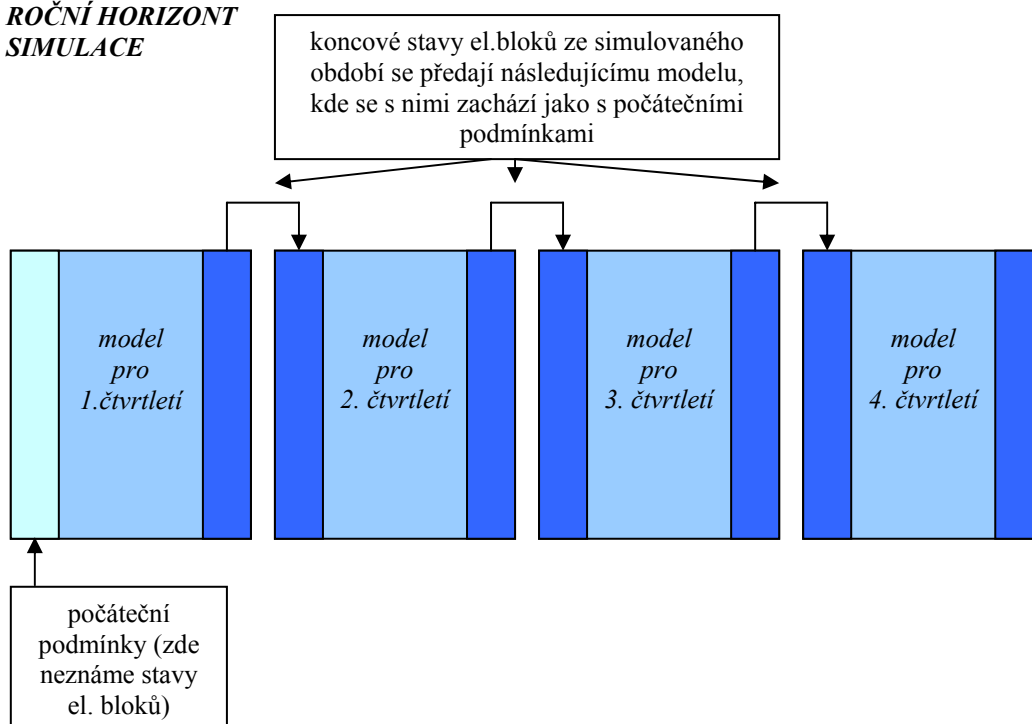 ROČNÍ HORIZONT
SIMULACE
koncové stavy el.bloků ze simulovaného
období se předají následujícímu modelu,
kde se s nimi zachází jako s počátečními
podmínkami
model
pro
1.čtvrtletí
model
pro
2. čtvrtletí
model
pro
3. čtvrtletí
model
pro
4. čtvrtletí
počáteční
podmínky (zde
neznáme stavy
el. bloků)